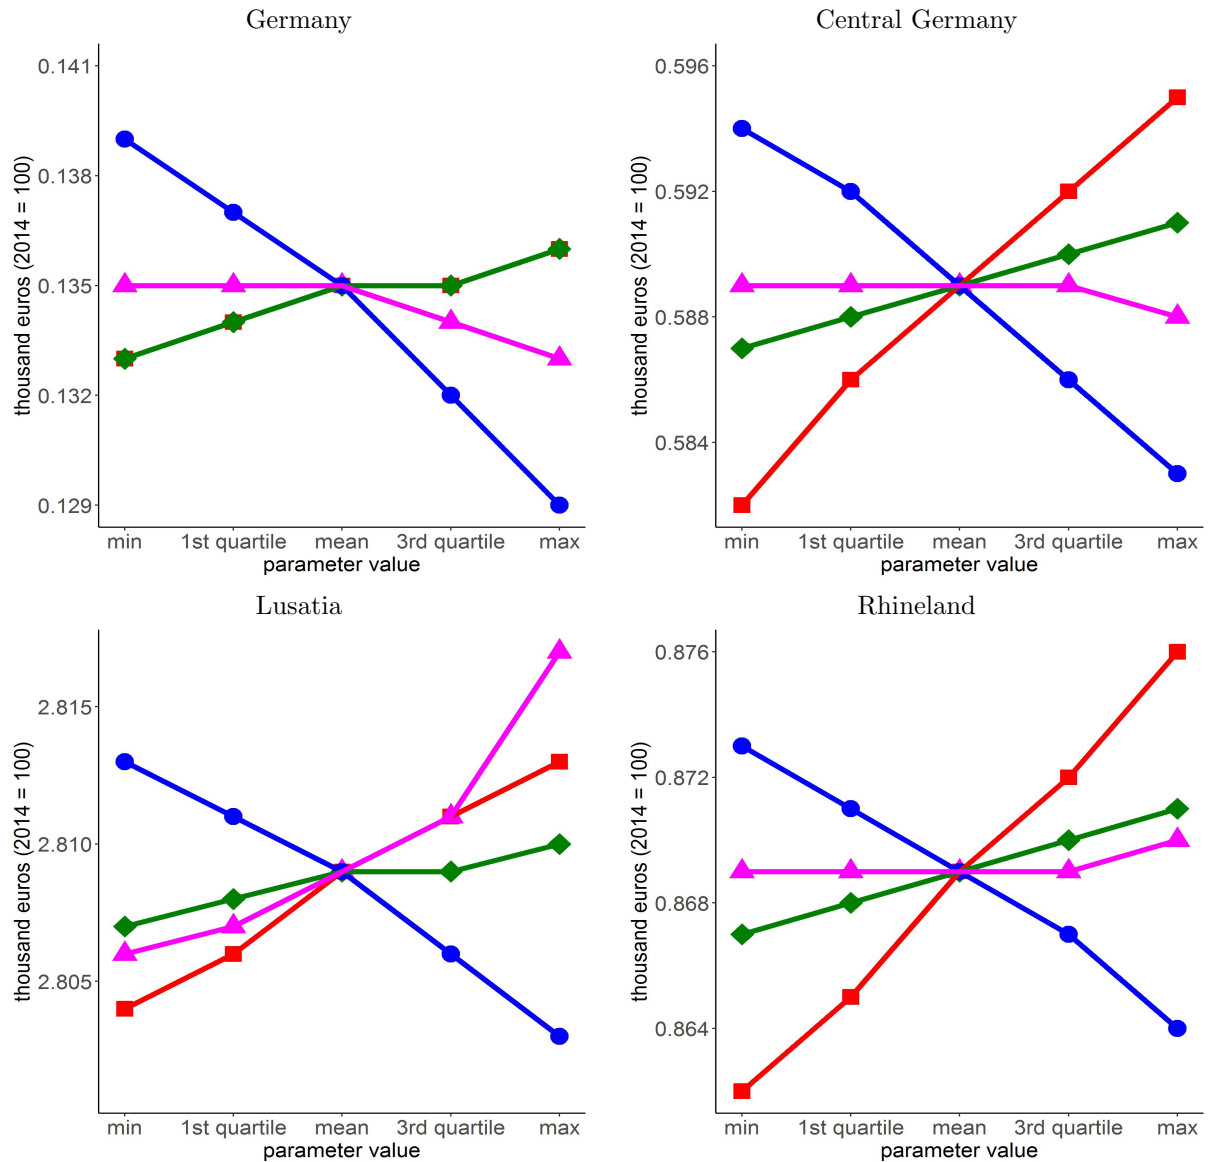 Germany
thousand euros (2014 = 100)
0.141
0.138
0.135
0.132
0.129
min 1st quartile mean 3rd quartile max
parameter value
Central Germany
thousand euros (2014 = 100)
0.596
0.592
0.588
0.584
min 1st quartile mean 3rd quartile max
parameter value
Lusatia
thousand euros (2014 = 100)
2.815
2.810
2.805
min 1st quartile mean 3rd quartile max
parameter value
Rhineland
thousand euros (2014 = 100)
0.876
0.872
0.868
0.864
min 1st quartile mean 3rd quartile max
parameter value